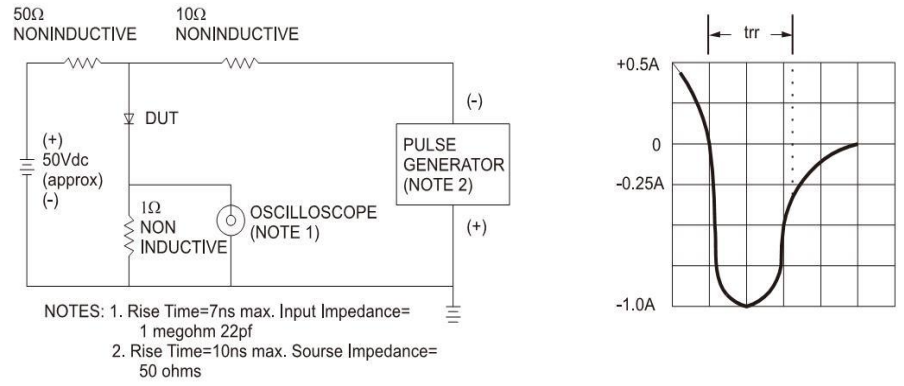 50Ω
NONINDUCTIVE
10Ω
NONINDUCTIVE
DUT
(+)
50Vdc
(approx)
(-)
1Ω
NON
INDUCTIVE
OSCILLOSCOPE
(NOTE 1)
(-)
PULSE
GENERATOR
(NOTE 2)
(+)
NOTES: 1. Rise Time=7ns max. Input Impedance=
1 megohm 22pf
2. Rise Time=10ns max. Sourse Impedance=
50 ohms
trr
+0.5A
0
-0.25A
-1.0A